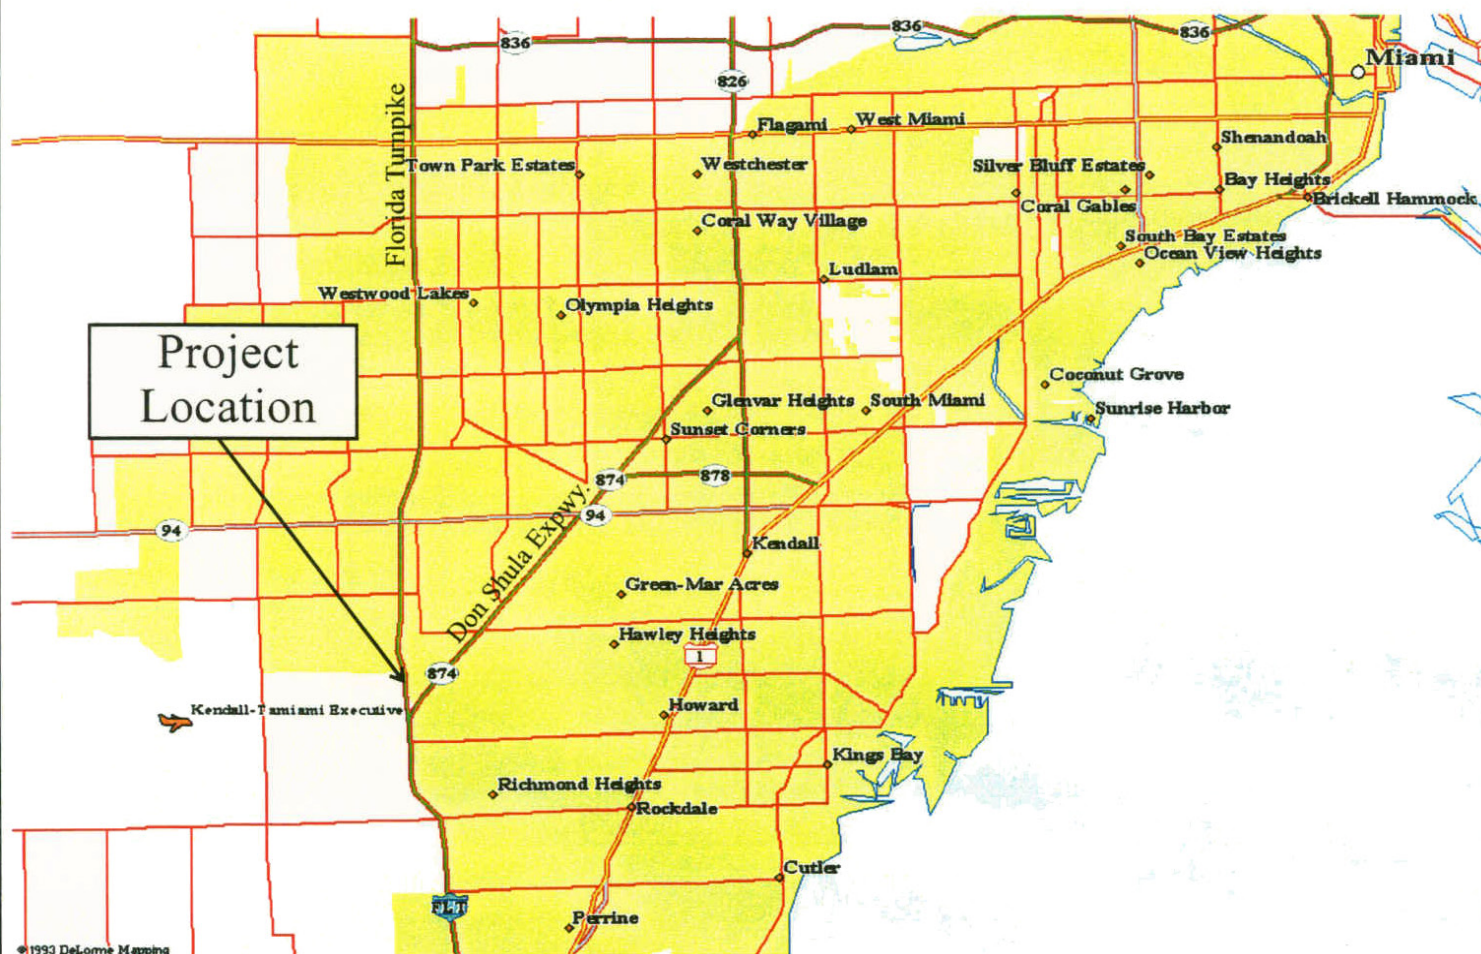 836
836
836
826
Miami
Florida Turnpike
Flagami
West Miami
Shenandoah
Town Park Estates
Westchester
Silver Bluff Estates
Bay Heights
Brickell Hammock
Coral Gables
Coral Way Village
South Bay Estates
Ocean View Heights
Ludlam
Westwood Lakes
Olympia Heights
Project
Location
Coconut Grove
Glenvar Heights
South Miami
Sunrise Harbor
Sunset Corners
874
878
94
94
Don Shula Expwy.
Kendall
Green-Mar Acres
Hawley Heights
1
874
Kendall-Tamiami Executive
Howard
Kings Bay
Richmond Heights
Rockdale
Cutler
FLT
Perrine
© 1993 DeLorme Mapping